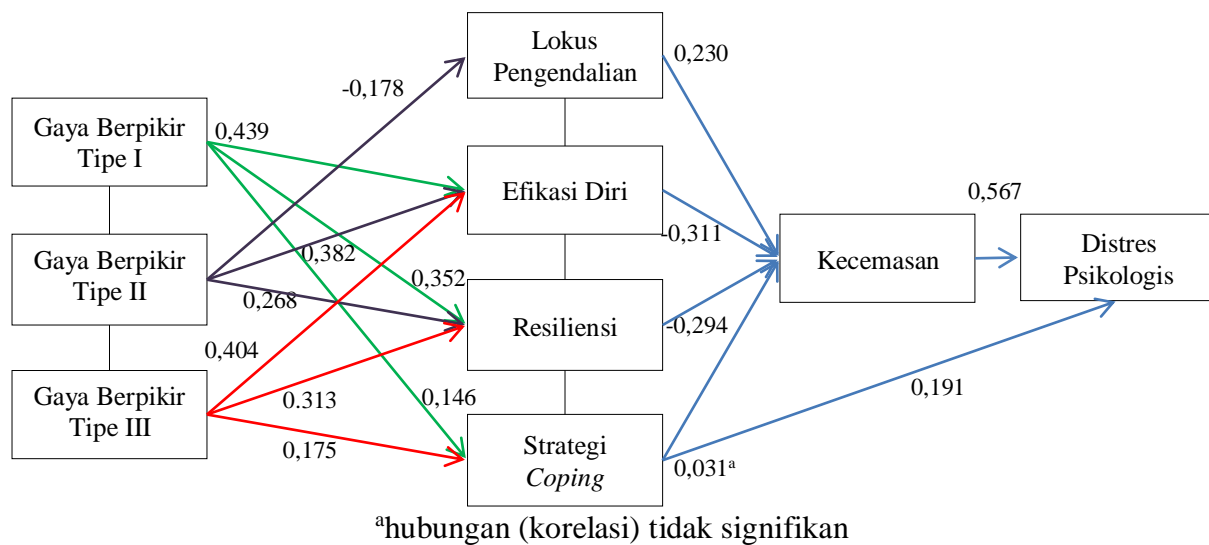 Lokus
Pengendalian
0,230
-0,178
Gaya Berpikir
Tipe I
0,439
Efikasi Diri
-0,311
0,567
Gaya Berpikir
Tipe II
0,382
0,268
0,352
Kecemasan
Distres
Psikologis
Resiliensi
-0,294
0,404
Gaya Berpikir
Tipe III
0.313
0,146
0,175
0,191
Strategi
Coping
0,031ᵃ
ᵃhubungan (korelasi) tidak signifikan